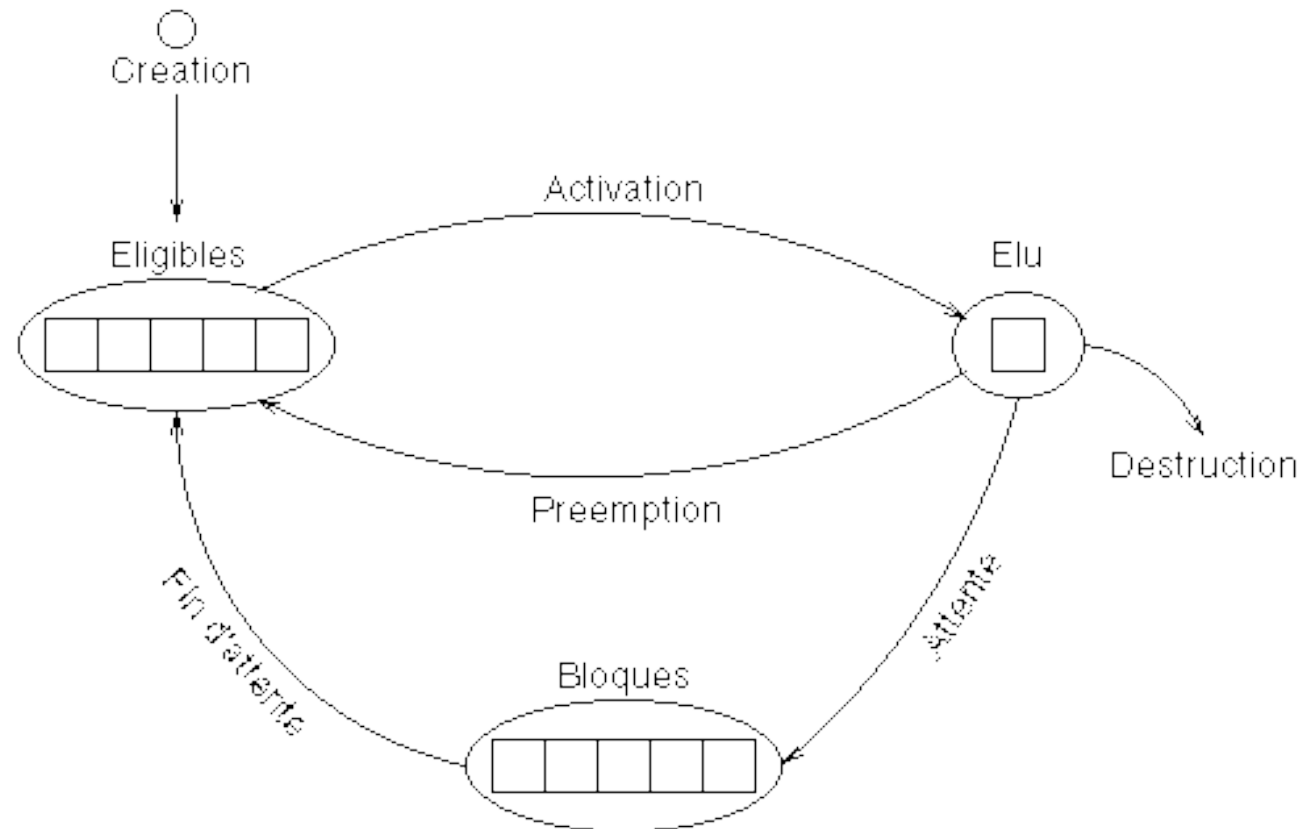 Creation
Activation
Eligibles
Elu
Destruction
Preemption
Fin d'attente
Attente
Bloques